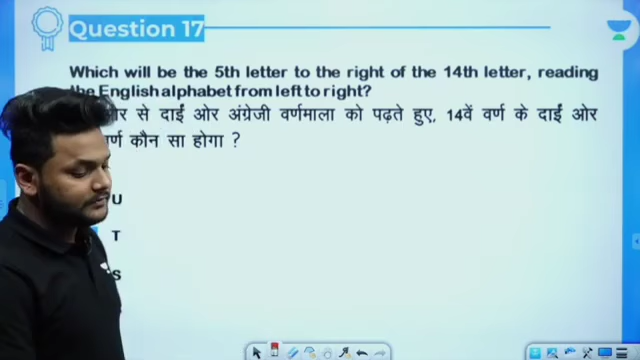 Question 17
Which will be the 5th letter to the right of the 14th letter, reading
the English alphabet from left to right?
से दाईं ओर अंग्रेजी वर्णमाला को पढ़ते हुए, 14वें वर्ण के दाईं ओर
कौन सा होगा ?
U
T
S